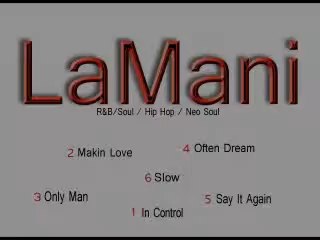 LaMani
R&B/Soul / Hip Hop / Neo Soul
2 Makin Love
4 Often Dream
6 Slow
3 Only Man
5 Say It Again
1 In Control